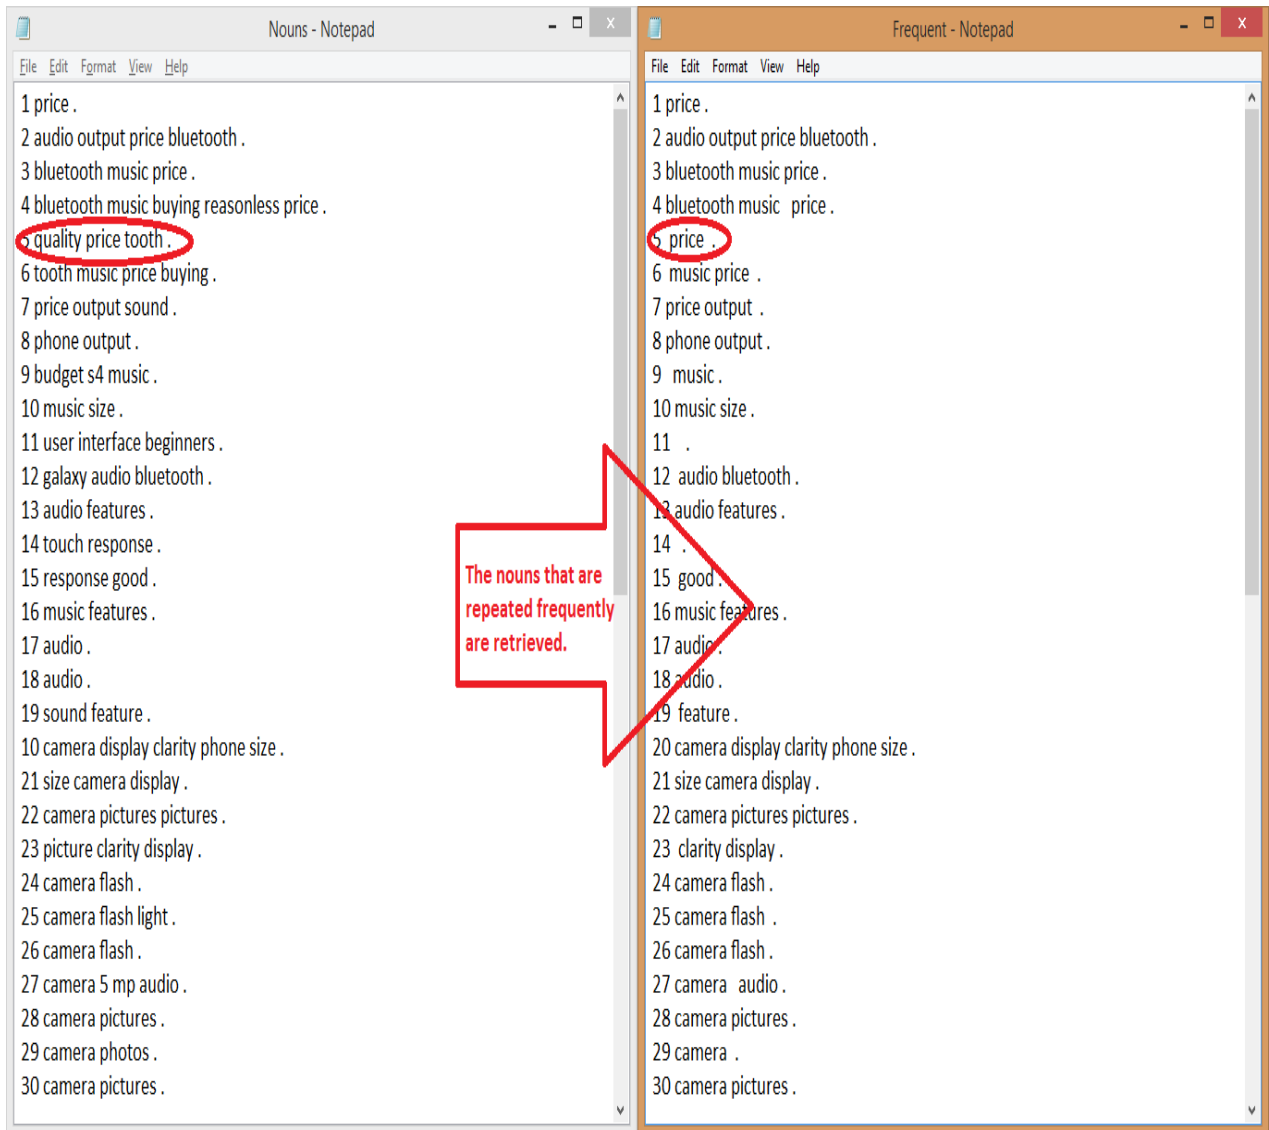 Nouns - Notepad
File Edit Format View Help
1 price .
2 audio output price bluetooth .
3 bluetooth music price .
4 bluetooth music buying reasonless price .
5 quality price tooth .
6 tooth music price buying .
7 price output sound .
8 phone output .
9 budget s4 music .
10 music size .
11 user interface beginners .
12 galaxy audio bluetooth .
13 audio features .
14 touch response .
15 response good .
16 music features .
17 audio .
18 audio .
19 sound feature .
10 camera display clarity phone size .
21 size camera display .
22 camera pictures pictures .
23 picture clarity display .
24 camera flash .
25 camera flash light .
26 camera flash .
27 camera 5 mp audio .
28 camera pictures .
29 camera photos .
30 camera pictures .
The nouns that are
repeated frequently
are retrieved.
Frequent - Notepad
File Edit Format View Help
1 price .
2 audio output price bluetooth .
3 bluetooth music price .
4 bluetooth music price .
5 price .
6 music price .
7 price output .
8 phone output .
9 music .
10 music size .
11 .
12 audio bluetooth .
13 audio features .
14 .
15 good .
16 music features .
17 audio .
18 audio .
19 feature .
20 camera display clarity phone size .
21 size camera display .
22 camera pictures pictures .
23 clarity display .
24 camera flash .
25 camera flash .
26 camera flash .
27 camera audio .
28 camera pictures .
29 camera .
30 camera pictures .